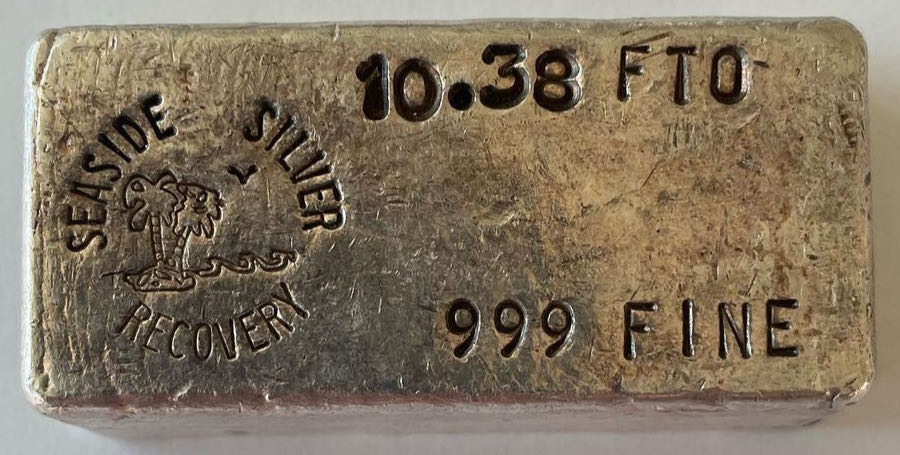 10.38 FTO
SEASIDE SILVER
RECOVERY
999 FINE